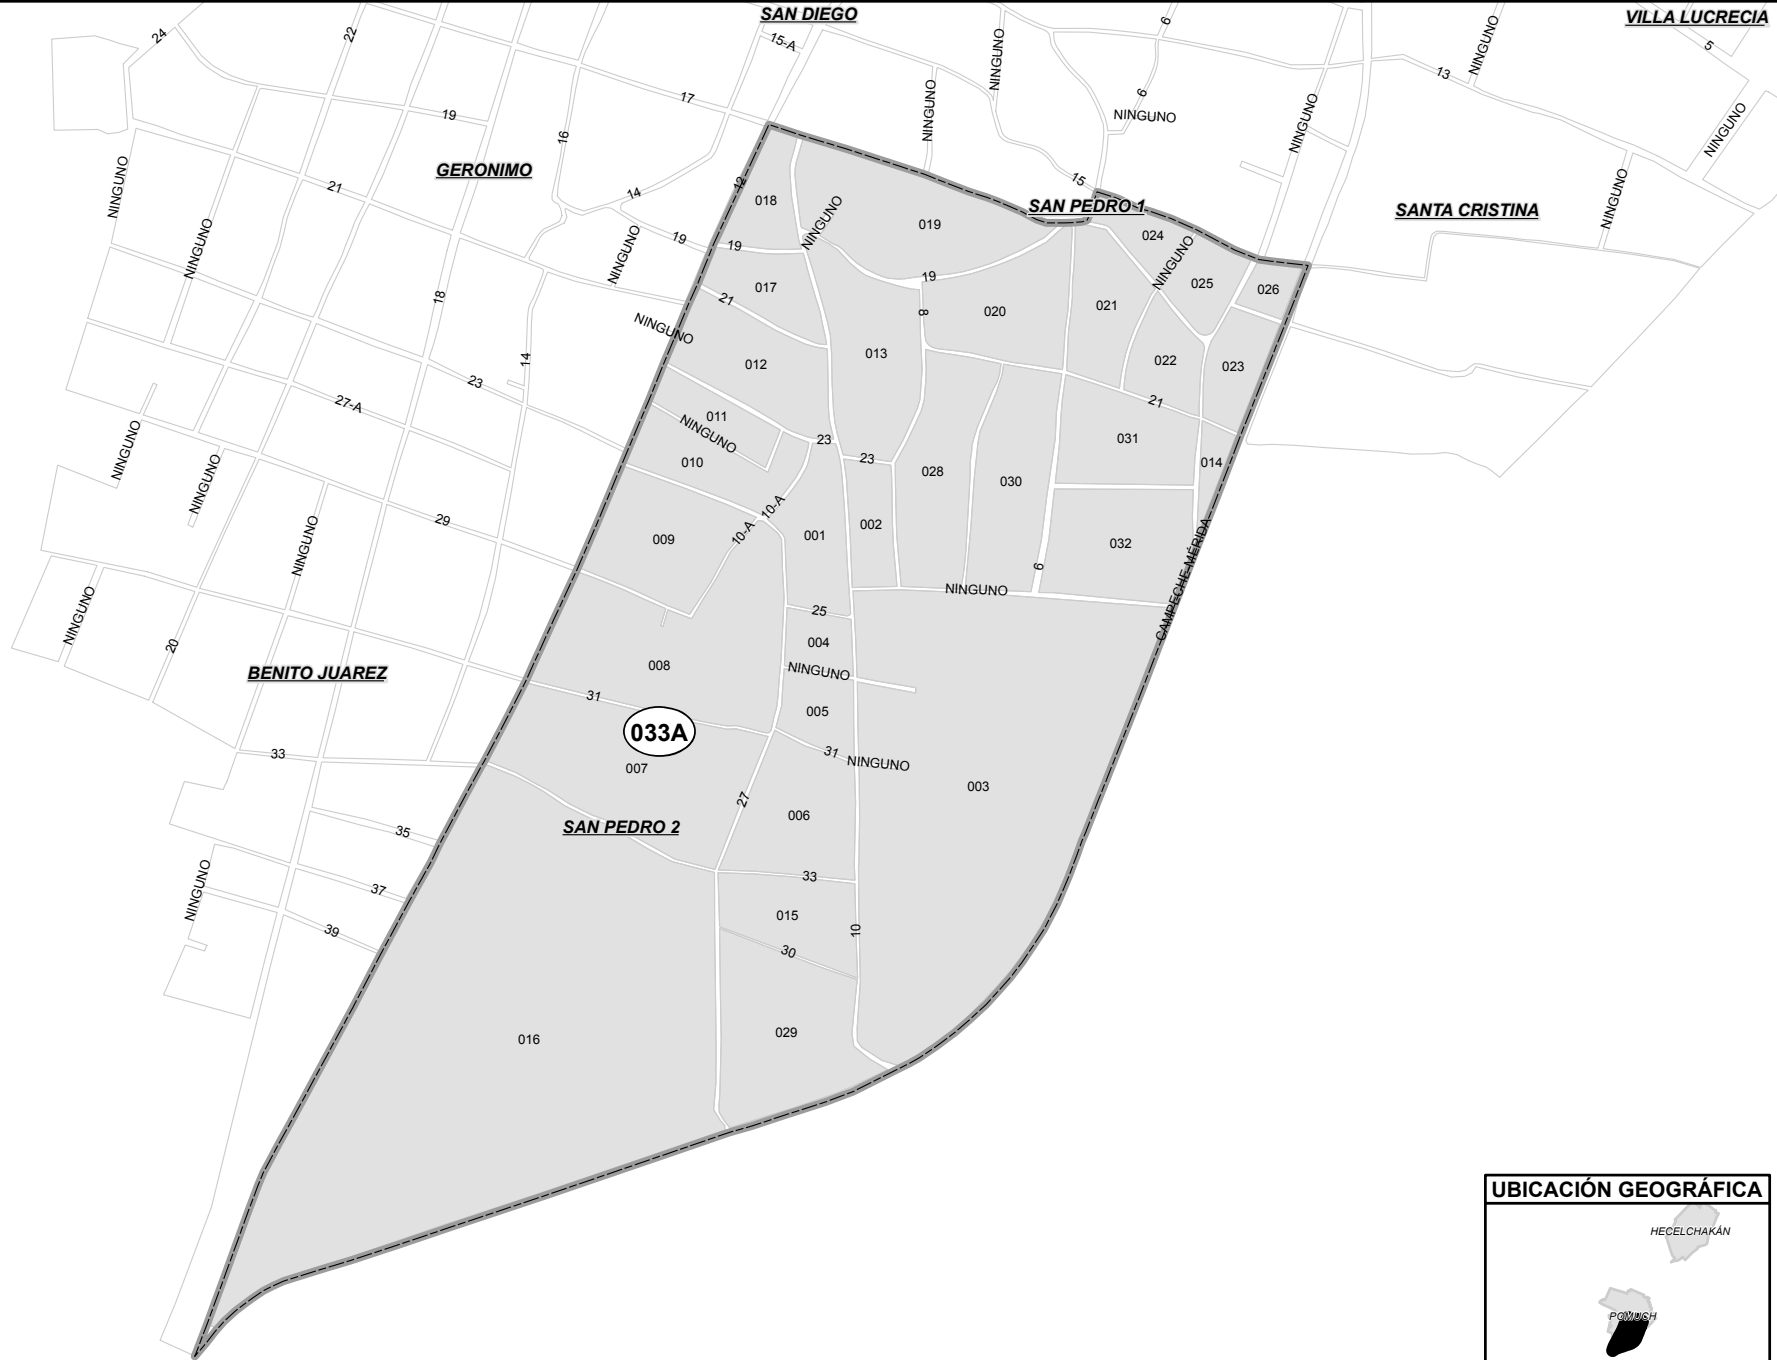 SAN DIEGO
VILLA LUCRECIA
24
22
15-A
NINGUNO
6
NINGUNO
5
13
17
19
16
NINGUNO
6
NINGUNO
NINGUNO
NINGUNO
GERONIMO
21
14
12
15
NINGUNO
018
NINGUNO
019
SAN PEDRO 1
SANTA CRISTINA
NINGUNO
NINGUNO
NINGUNO
19
19
024
NINGUNO
025
026
017
19
18
21
8
020
021
NINGUNO
012
013
022
023
14
23
27-A
011
NINGUNO
21
23
23
031
NINGUNO
NINGUNO
010
028
030
014
10-A
10-A
001
002
29
NINGUNO
009
032
CAMPECHE-MÉRIDA
6
NINGUNO
NINGUNO
25
20
004
008
NINGUNO
BENITO JUAREZ
31
005
033A
31
NINGUNO
33
007
003
27
006
35
SAN PEDRO 2
33
37
NINGUNO
39
015
10
30
016
029
UBICACIÓN GEOGRÁFICA
HECELCHAKÁN
POMUCH